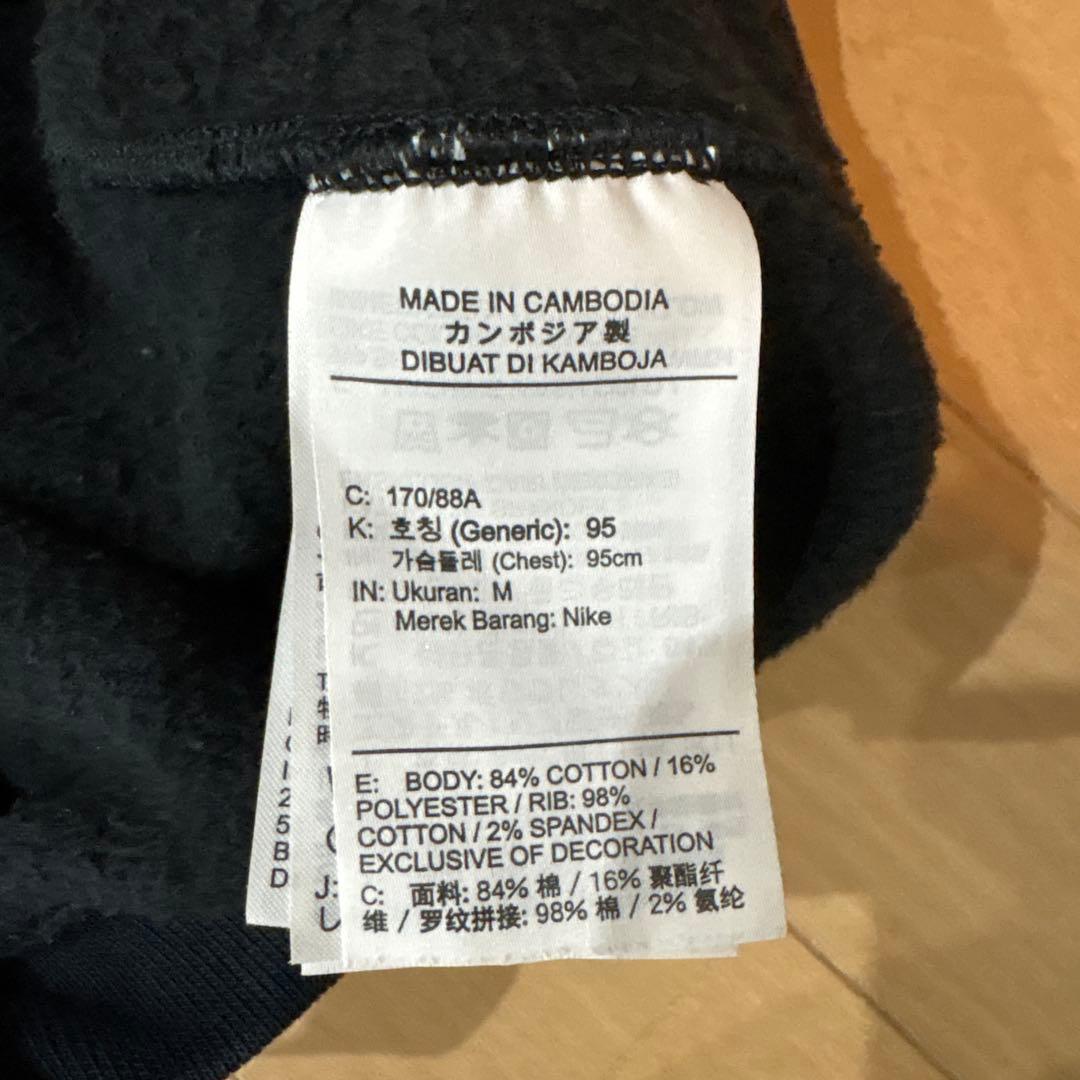 MADE IN CAMBODIA
カンボジア製
DIBUAT DI KAMBOJA
C: 170/88A
K: 호칭 (Generic): 95
가슴둘레 (Chest): 95cm
IN: Ukuran: M
Merek Barang: Nike
E: BODY: 84% COTTON / 16%
POLYESTER / RIB: 98%
COTTON / 2% SPANDEX /
EXCLUSIVE OF DECORATION
C: 面料: 84% 棉 / 16% 聚酯纤
维 / 罗纹拼接: 98% 棉 / 2% 氨纶
J:
し
2
5
B
D